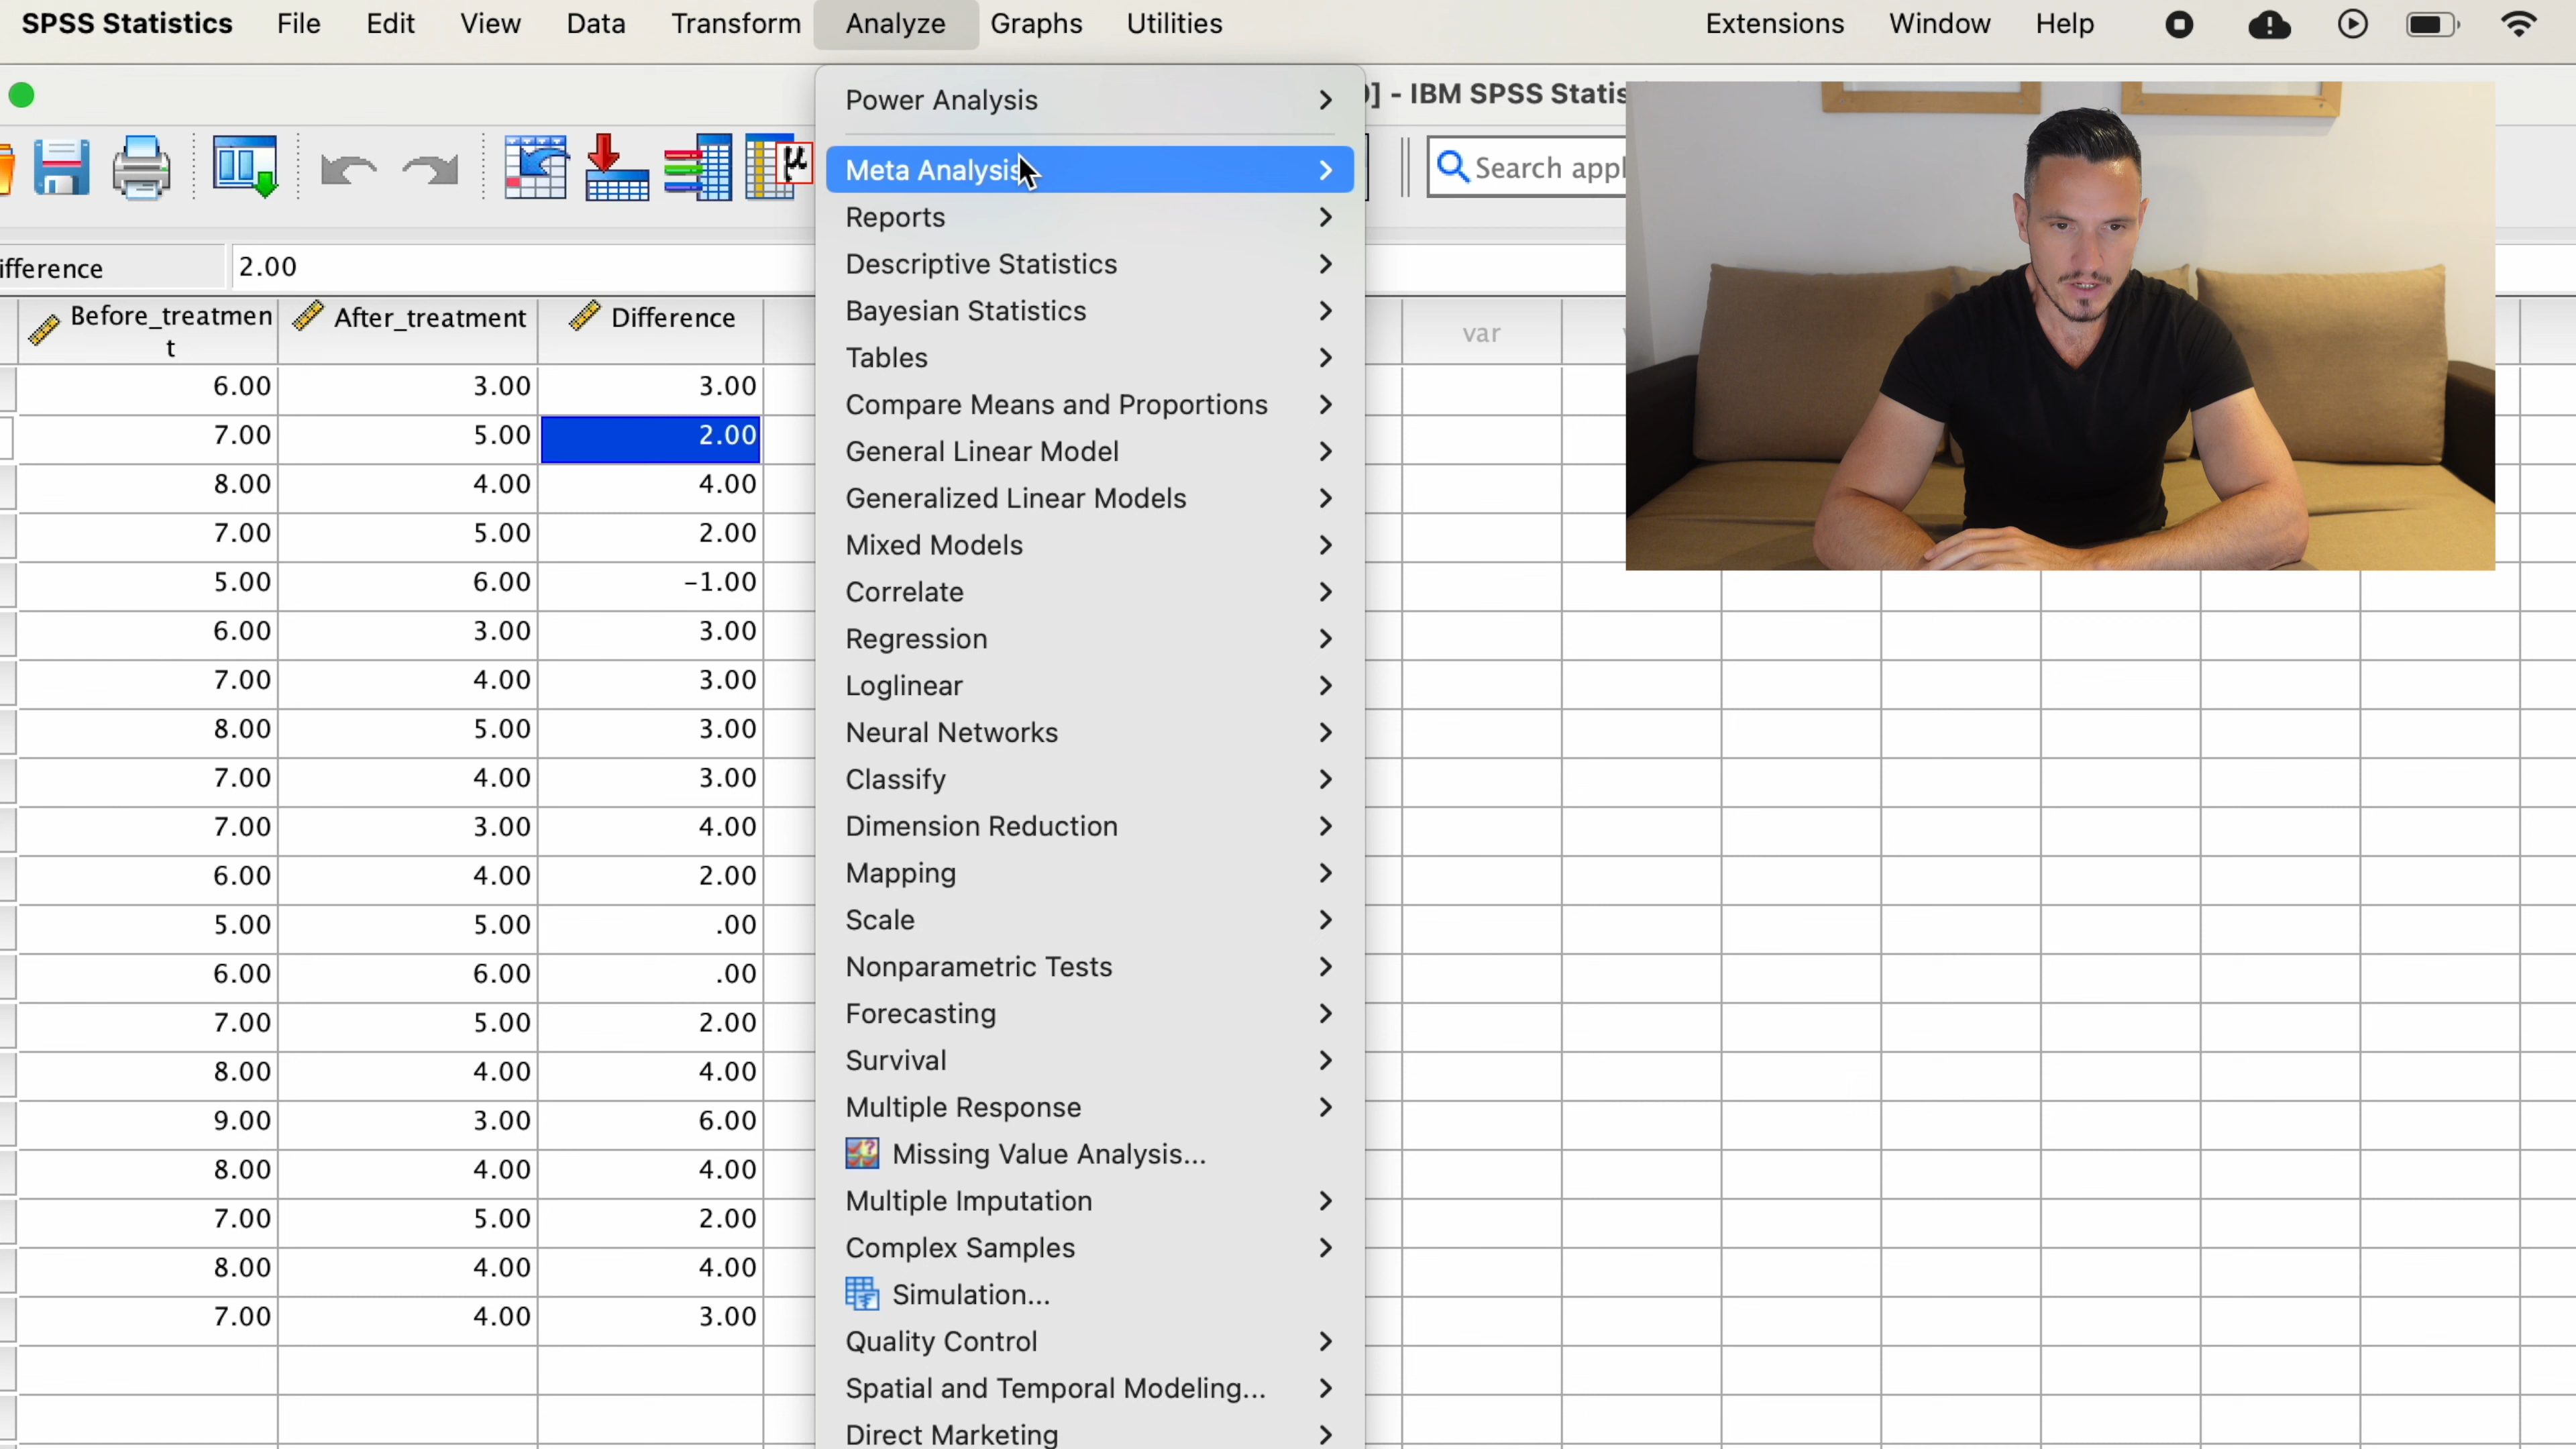 SPSS Statistics File Edit View Data Transform Analyze Graphs Utilities Extensions Window Help
Power Analysis
] - IBM SPSS Statis
Meta Analysis
Search appl
Reports
ifference 2.00
Descriptive Statistics
Bayesian Statistics
Before_treatmen
t
After_treatment
Difference
var
Tables
6.00 3.00 3.00
Compare Means and Proportions
7.00 5.00 2.00
General Linear Model
8.00 4.00 4.00
Generalized Linear Models
7.00 5.00 2.00
Mixed Models
5.00 6.00 -1.00
Correlate
6.00 3.00 3.00
Regression
7.00 4.00 3.00
Loglinear
8.00 5.00 3.00
Neural Networks
7.00 4.00 3.00
Classify
7.00 3.00 4.00
Dimension Reduction
6.00 4.00 2.00
Mapping
5.00 5.00 .00
Scale
6.00 6.00 .00
Nonparametric Tests
7.00 5.00 2.00
Forecasting
8.00 4.00 4.00
Survival
9.00 3.00 6.00
Multiple Response
8.00 4.00 4.00
Missing Value Analysis...
7.00 5.00 2.00
Multiple Imputation
8.00 4.00 4.00
Complex Samples
7.00 4.00 3.00
Simulation...
Quality Control
Spatial and Temporal Modeling...
Direct Marketing